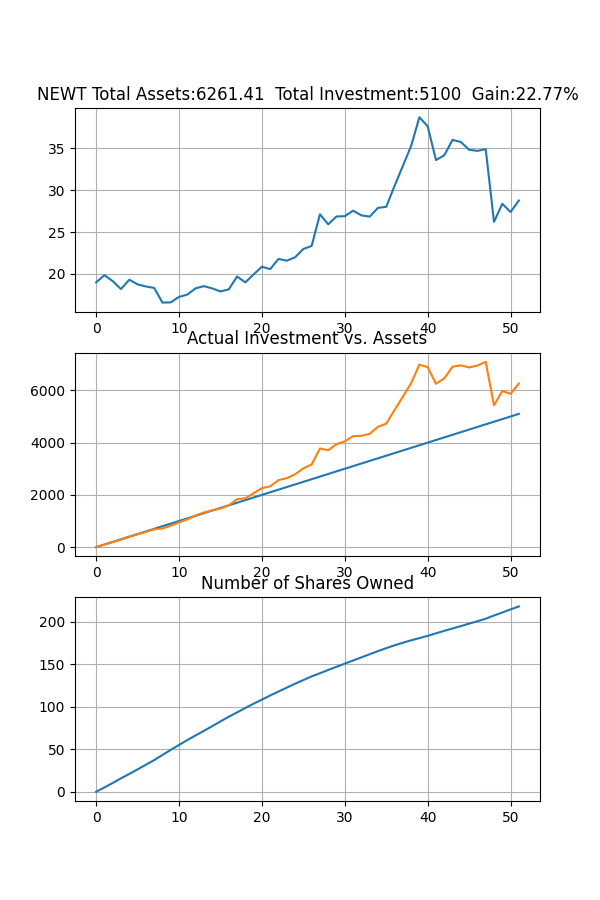 NEWT Total Assets:6261.41 Total Investment:5100 Gain:22.77%
35
30
25
20
0 10 20 30 40 50
Actual Investment vs. Assets
6000
4000
2000
0
0 10 20 30 40 50
Number of Shares Owned
200
150
100
50
0
0 10 20 30 40 50